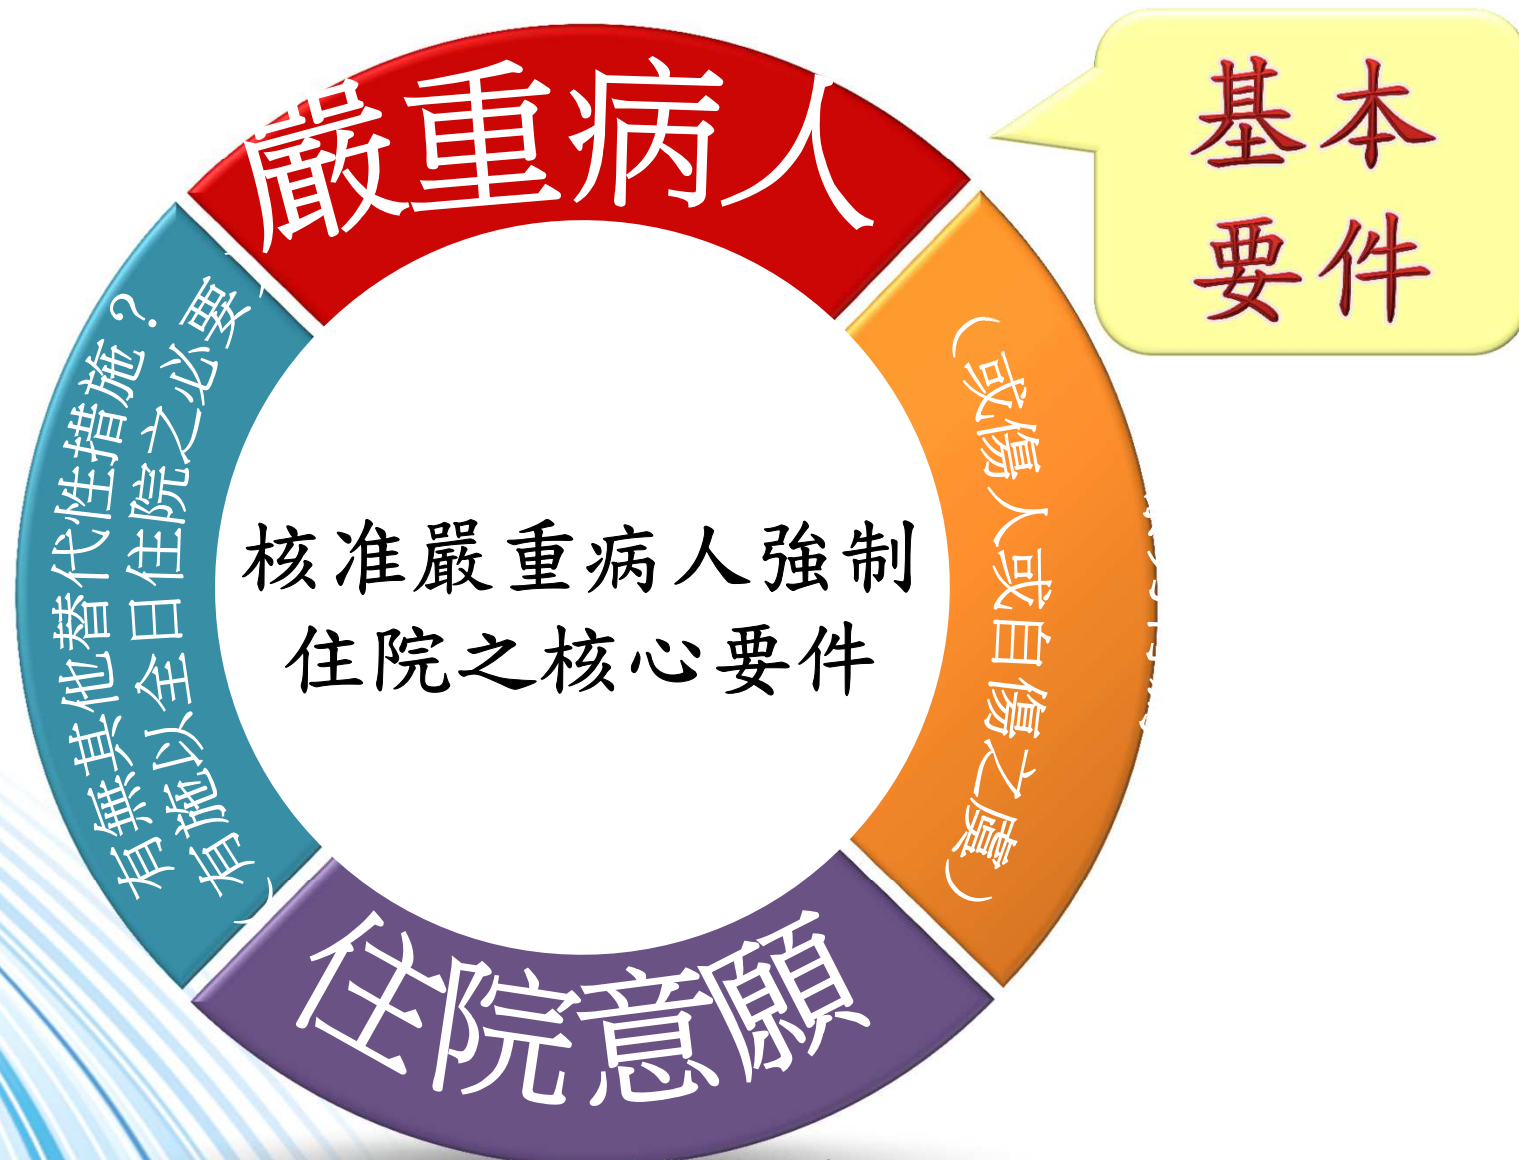 嚴重病人
基本
要件
(或傷人或自傷之虞)
核准嚴重病人強制
住院之核心要件
住院意願
有無其他替代性措施?
有施以全日住院之必要